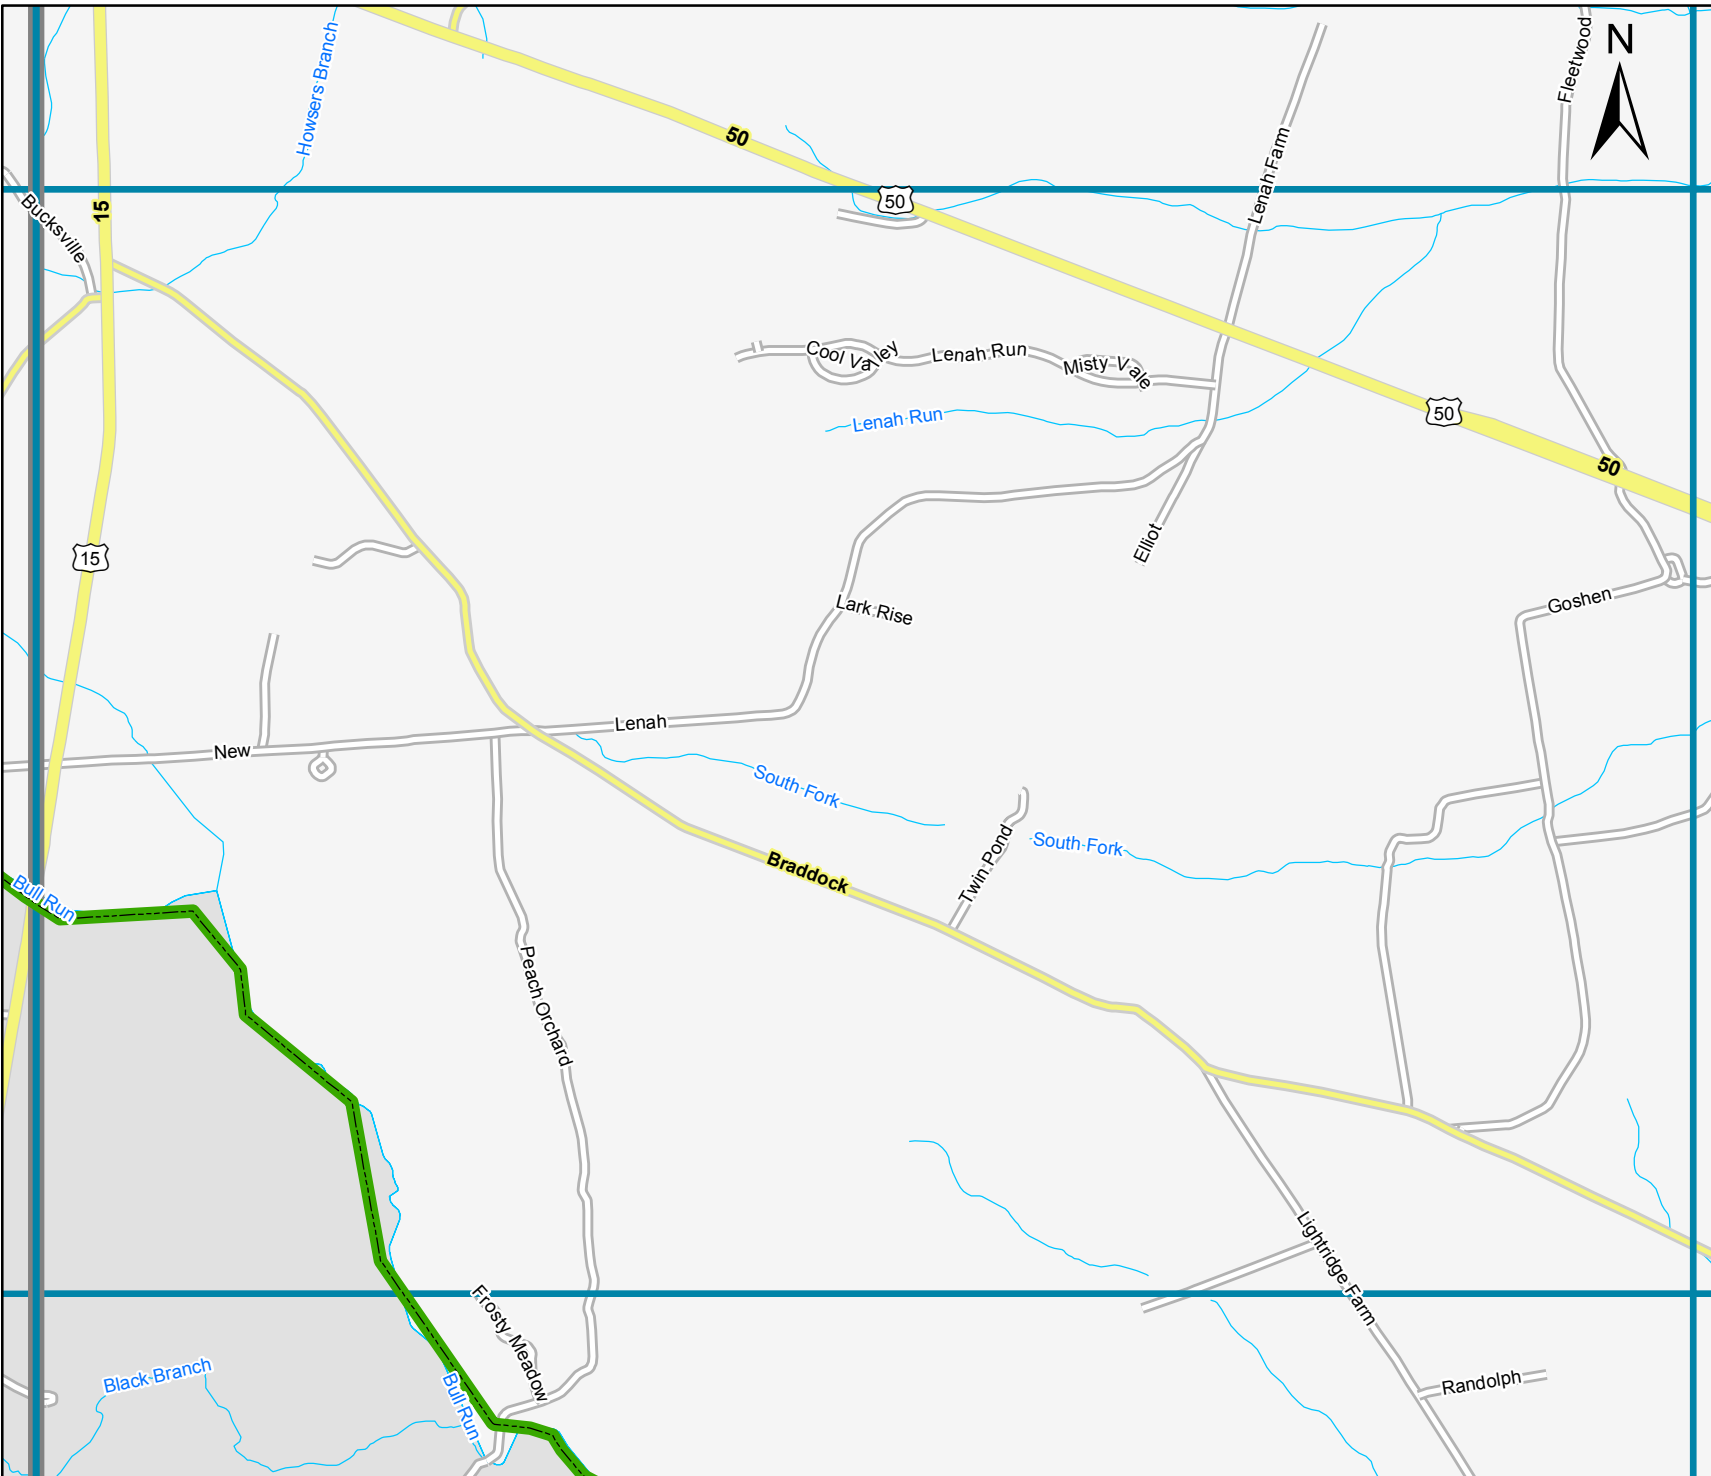 Howsers Branch
Fleetwood
N
50
Lenah Farm
Bucksville
15
50
Cool Valley
Lenah Run
Misty Vale
Lenah Run
50
50
15
Elliot
Goshen
Lark Rise
Lenah
New
South Fork
South Fork
Twin Pond
Braddock
Bull Run
Peach Orchard
Lightridge Farm
Frosty Meadow
Black Branch
Bull Run
Randolph